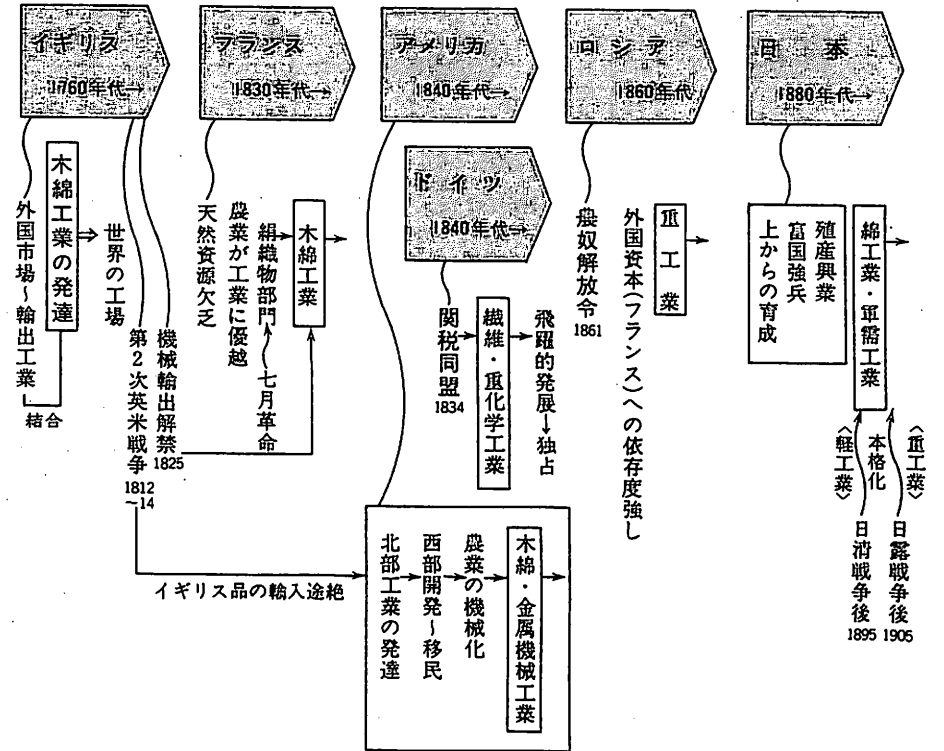 イギリス
1760年代→
フランス
1830年代→
アメリカ
1840年代→
ロシア
1860年代
日本
1880年代→
ドイツ
1840年代→
外国市場～輸出工業
木綿工業の発達
結合
世界の工場
第2次英米戦争
1812
～14
機械輸出解禁
1825
天然資源欠乏
農業が工業に優越
絹織物部門
七月革命
木綿工業
関税同盟
1834
繊維・重化学工業
飛躍的発展→独占
農奴解放令
1861
外国資本(フランス)への依存度強し
重工業
殖産興業
富国強兵
上からの育成
綿工業・軍需工業
〈軽工業〉
本格化
〈重工業〉
日清戦争後
1895
日露戦争後
1905
イギリス品の輸入途絶
北部工業の発達
西部開発～移民
農業の機械化
木綿・金属機械工業